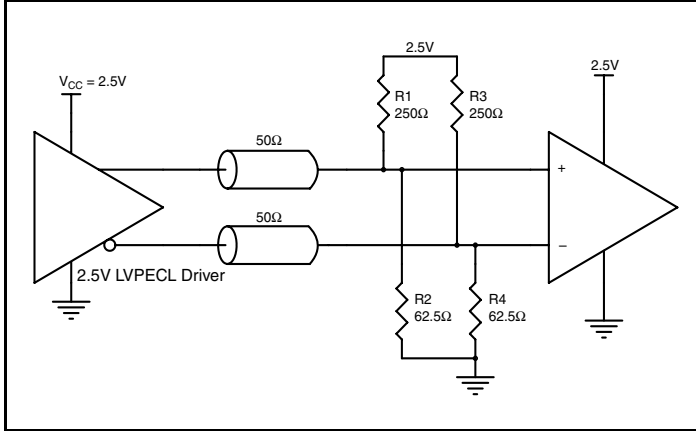 2.5V
V_CC = 2.5V
2.5V
R1
250Ω
R3
250Ω
50Ω
+
50Ω
–
2.5V LVPECL Driver
R2
62.5Ω
R4
62.5Ω